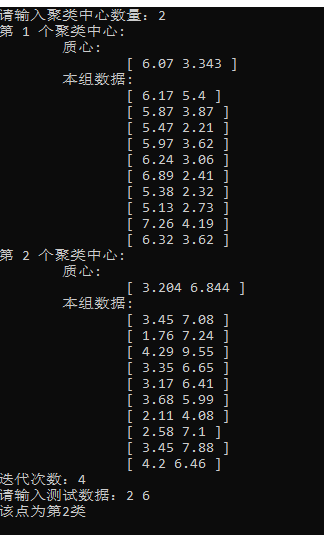 请输入聚类中心数量: 2
第 1 个聚类中心:
质心:
[ 6.07 3.343 ]
本组数据:
[ 6.17 5.4 ]
[ 5.87 3.87 ]
[ 5.47 2.21 ]
[ 5.97 3.62 ]
[ 6.24 3.06 ]
[ 6.89 2.41 ]
[ 5.38 2.32 ]
[ 5.13 2.73 ]
[ 7.26 4.19 ]
[ 6.32 3.62 ]
第 2 个聚类中心:
质心:
[ 3.204 6.844 ]
本组数据:
[ 3.45 7.08 ]
[ 1.76 7.24 ]
[ 4.29 9.55 ]
[ 3.35 6.65 ]
[ 3.17 6.41 ]
[ 3.68 5.99 ]
[ 2.11 4.08 ]
[ 2.58 7.1 ]
[ 3.45 7.88 ]
[ 4.2 6.46 ]
迭代次数: 4
请输入测试数据: 2 6
该点为第2类